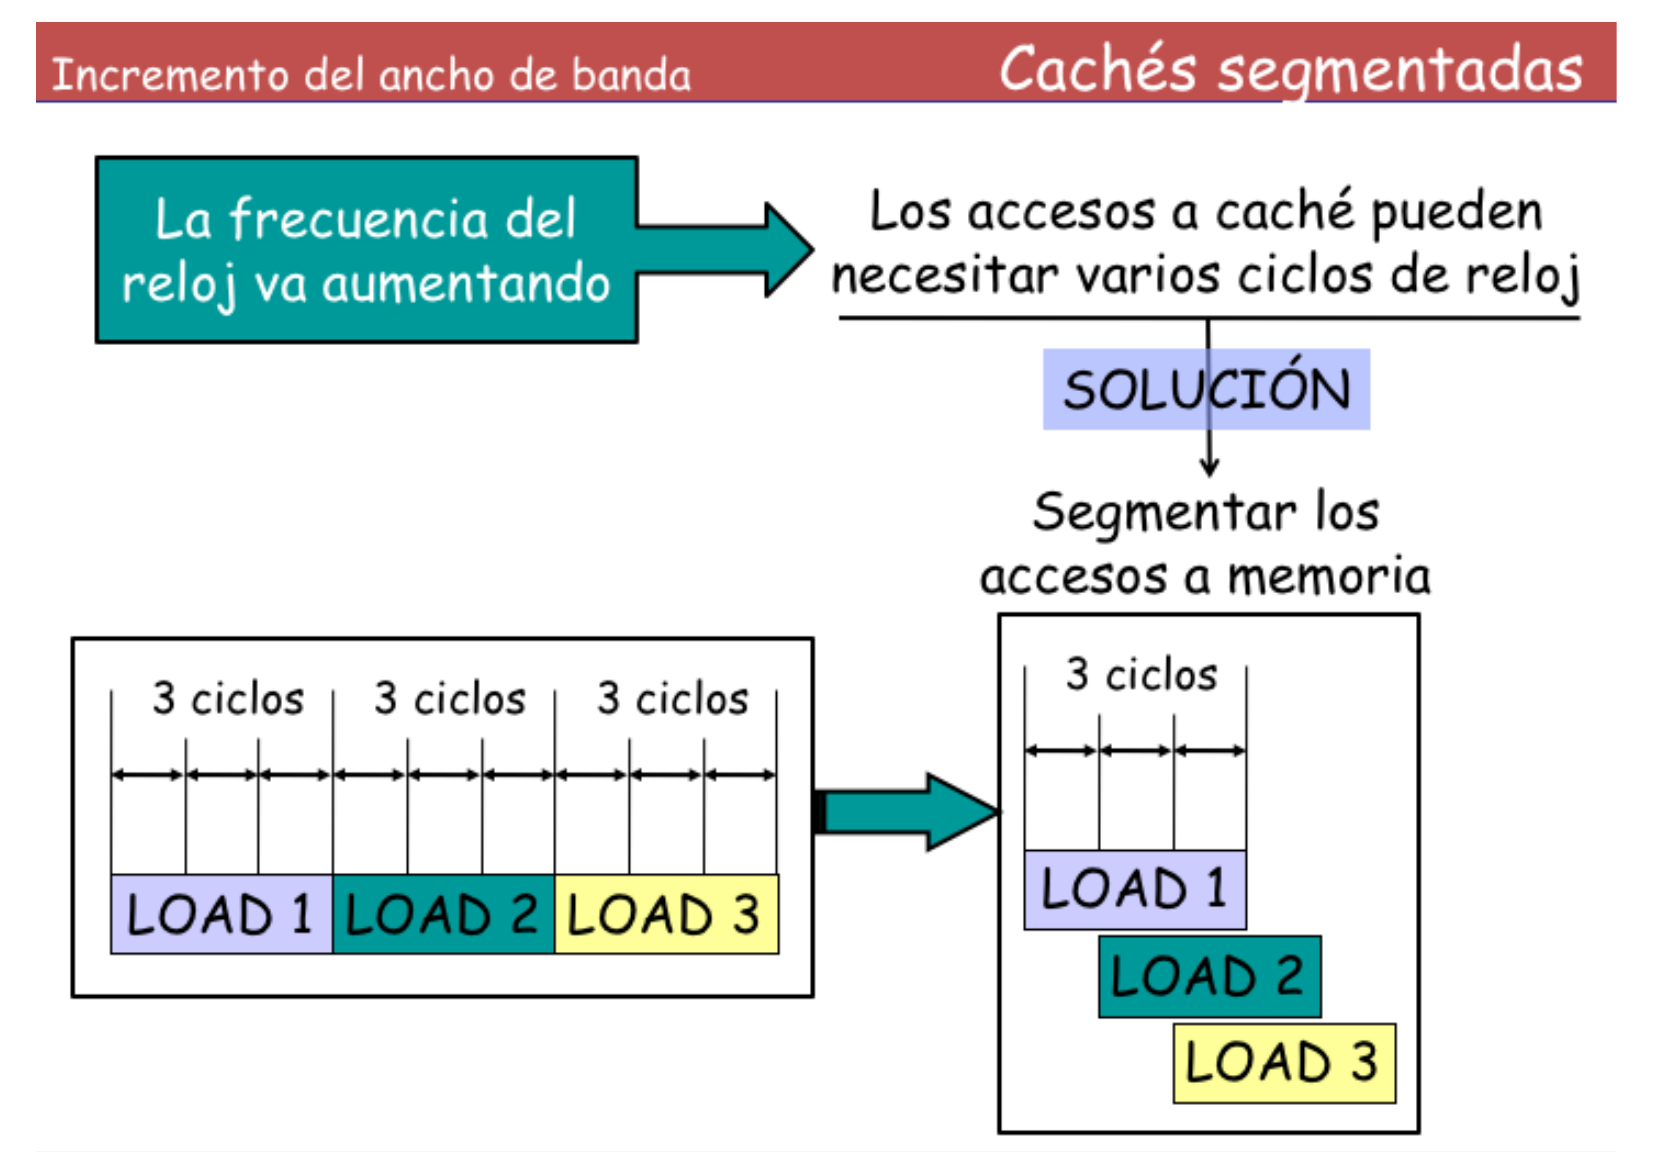 Incremento del ancho de banda
Cachés segmentadas
La frecuencia del
reloj va aumentando
Los accesos a caché pueden
necesitar varios ciclos de reloj
SOLUCIÓN
Segmentar los
accesos a memoria
3 ciclos
3 ciclos
3 ciclos
LOAD 1
LOAD 2
LOAD 3
3 ciclos
LOAD 1
LOAD 2
LOAD 3